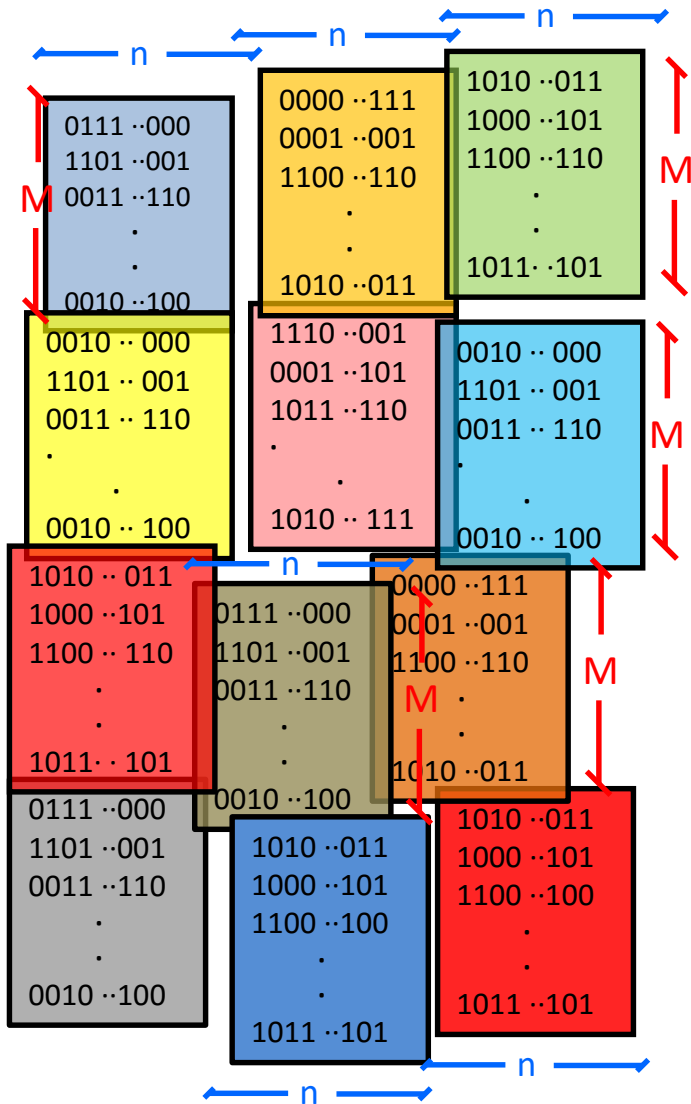 n
n
n
M
0111 ··000
1101 ··001
0011 ··110
.
.
0010 ··100
0000 ··111
0001 ··001
1100 ··110
.
.
1010 ··011
1010 ··011
1000 ··101
1100 ··110
.
.
1011· ·101
M
0010 ·· 000
1101 ·· 001
0011 ·· 110
.
.
0010 ·· 100
1110 ··001
0001 ··101
1011 ··110
.
.
1010 ·· 111
0010 ·· 000
1101 ·· 001
0011 ·· 110
.
.
0010 ·· 100
M
1010 ·· 011
1000 ··101
1100 ·· 110
.
.
1011· · 101
n
0111 ··000
1101 ··001
0011 ··110
.
.
0010 ··100
M
0000 ··111
0001 ··001
1100 ··110
.
.
1010 ··011
M
0111 ··000
1101 ··001
0011 ··110
.
.
0010 ··100
1010 ··011
1000 ··101
1100 ··100
.
.
1011 ··101
1010 ··011
1000 ··101
1100 ··100
.
.
1011 ··101
n
n